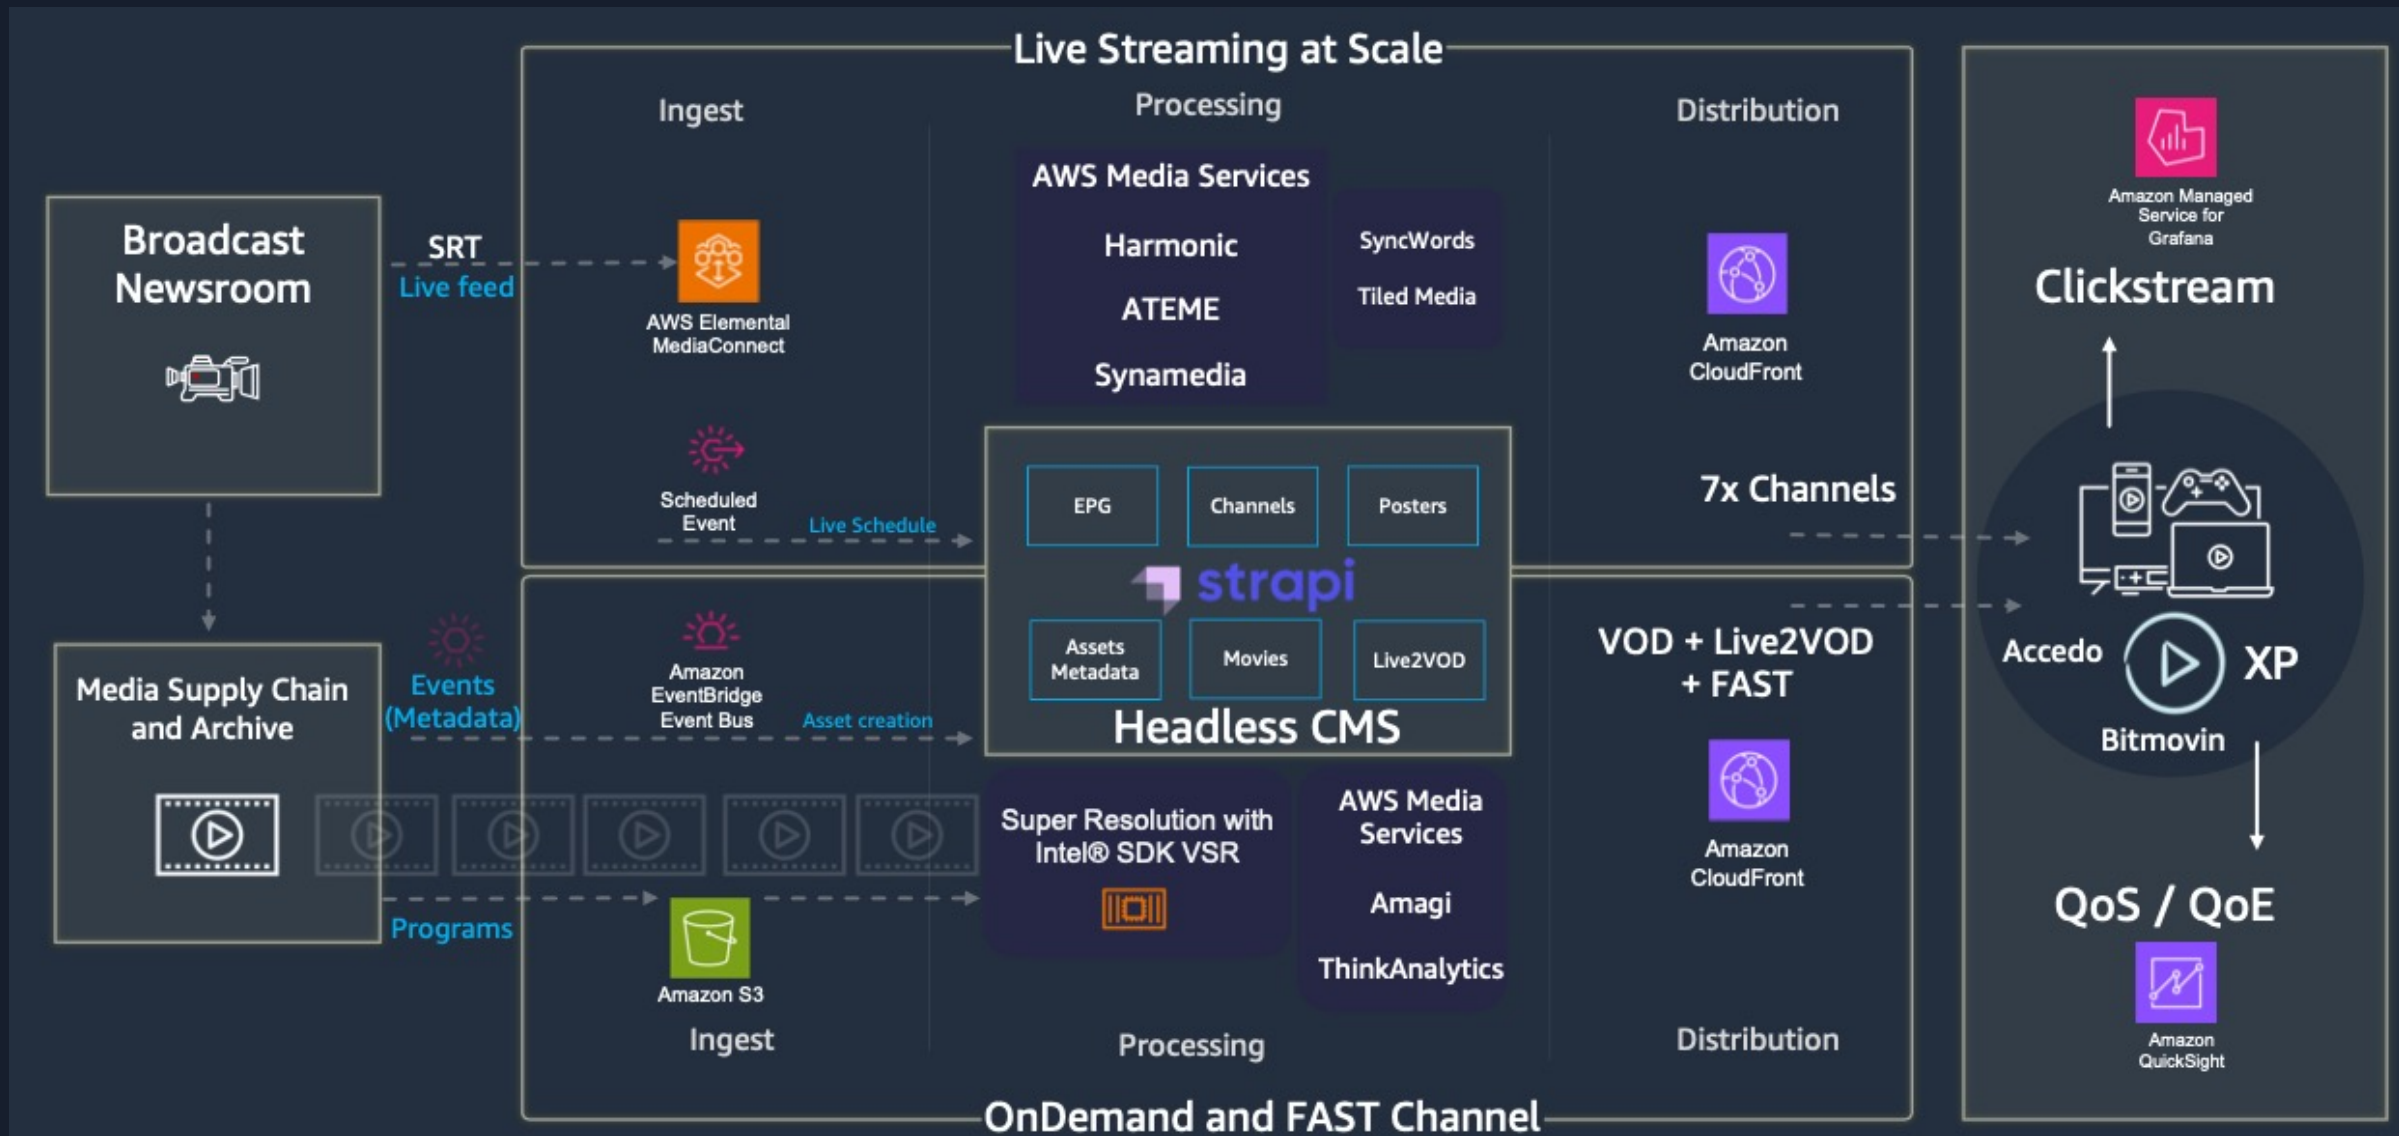 Live Streaming at Scale
Ingest
Processing
Distribution
Broadcast
Newsroom
SRT
Live feed
AWS Elemental
MediaConnect
AWS Media Services
Harmonic
ATEME
Synamedia
SyncWords
Tiled Media
Amazon
CloudFront
Scheduled
Event
Live Schedule
7x Channels
EPG
Channels
Posters
strapi
Assets
Metadata
Movies
Live2VOD
Headless CMS
Media Supply Chain
and Archive
Events
(Metadata)
Amazon
EventBridge
Event Bus
Asset creation
Programs
Amazon S3
Super Resolution with
Intel® SDK VSR
AWS Media
Services
Amagi
ThinkAnalytics
VOD + Live2VOD
+ FAST
Amazon
CloudFront
Ingest
Processing
Distribution
OnDemand and FAST Channel
Amazon Managed
Service for
Grafana
Clickstream
Accedo
XP
Bitmovin
QoS / QoE
Amazon
QuickSight